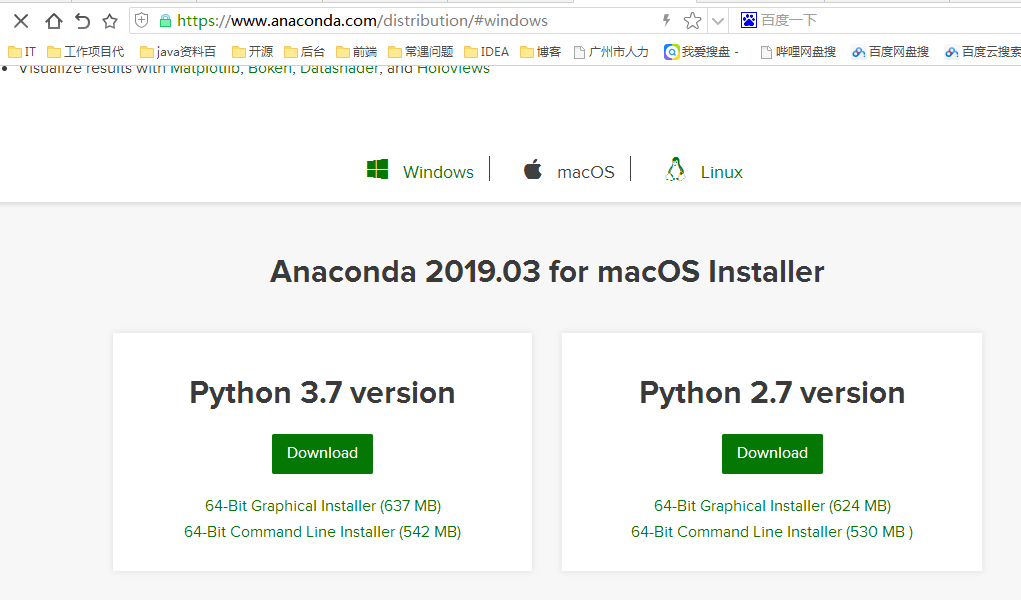 https://www.anaconda.com/distribution/#windows
百度一下
IT 工作项目代 java资料百 开源 后台 前端 常遇问题 IDEA 博客 广州市人力 我爱搜盘 - 哔哩网盘搜 百度网盘搜 百度云搜索
Visualize results with Matplotlib, Bokeh, Datashader, and Holoviews
Windows macOS Linux
Anaconda 2019.03 for macOS Installer
Python 3.7 version
Download
64-Bit Graphical Installer (637 MB)
64-Bit Command Line Installer (542 MB)
Python 2.7 version
Download
64-Bit Graphical Installer (624 MB)
64-Bit Command Line Installer (530 MB )